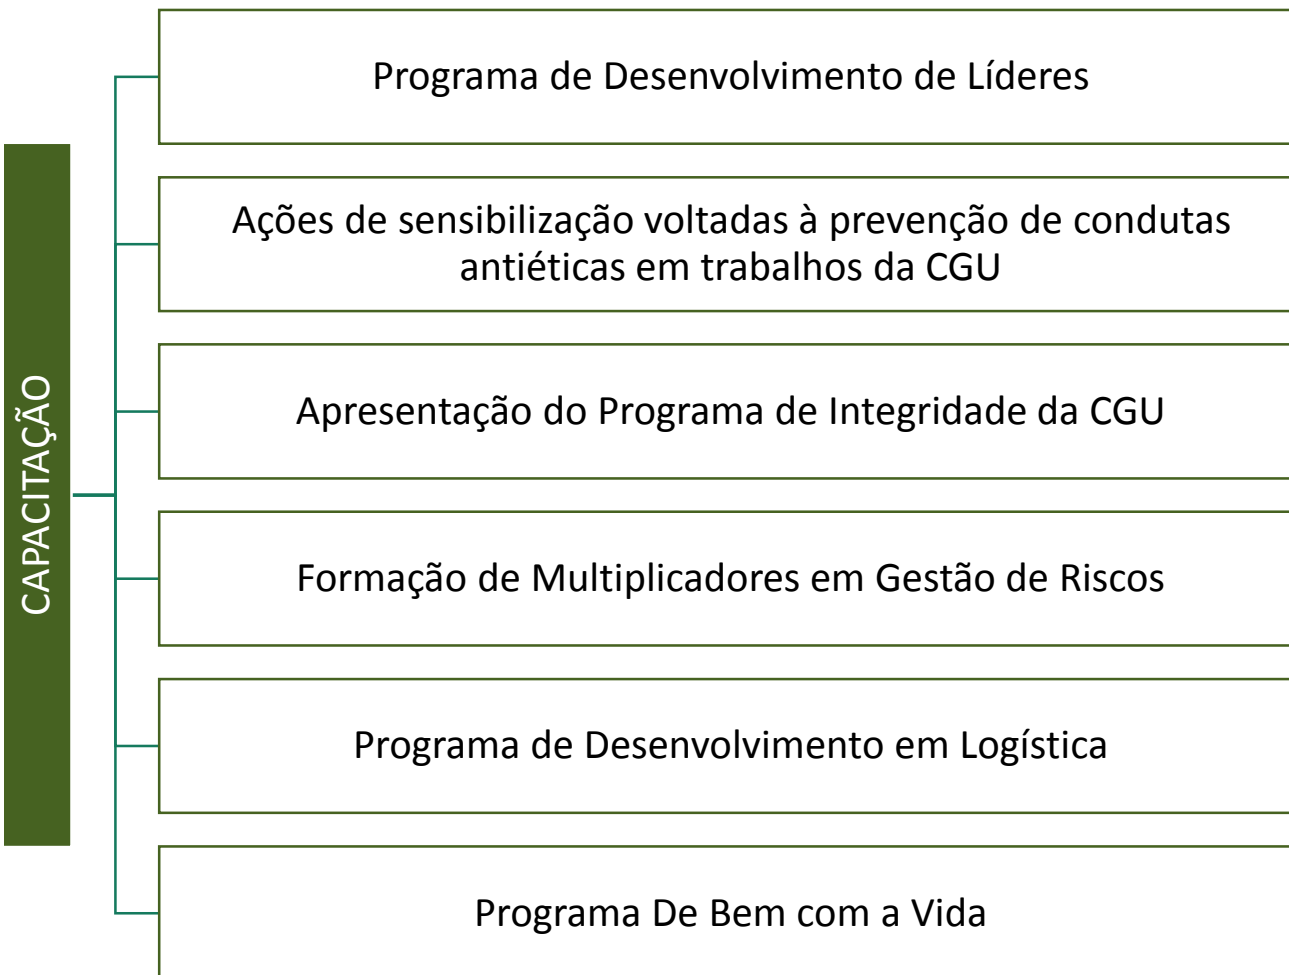 CAPACITAÇÃO
Programa de Desenvolvimento de Líderes
Ações de sensibilização voltadas à prevenção de condutas
antiéticas em trabalhos da CGU
Apresentação do Programa de Integridade da CGU
Formação de Multiplicadores em Gestão de Riscos
Programa de Desenvolvimento em Logística
Programa De Bem com a Vida